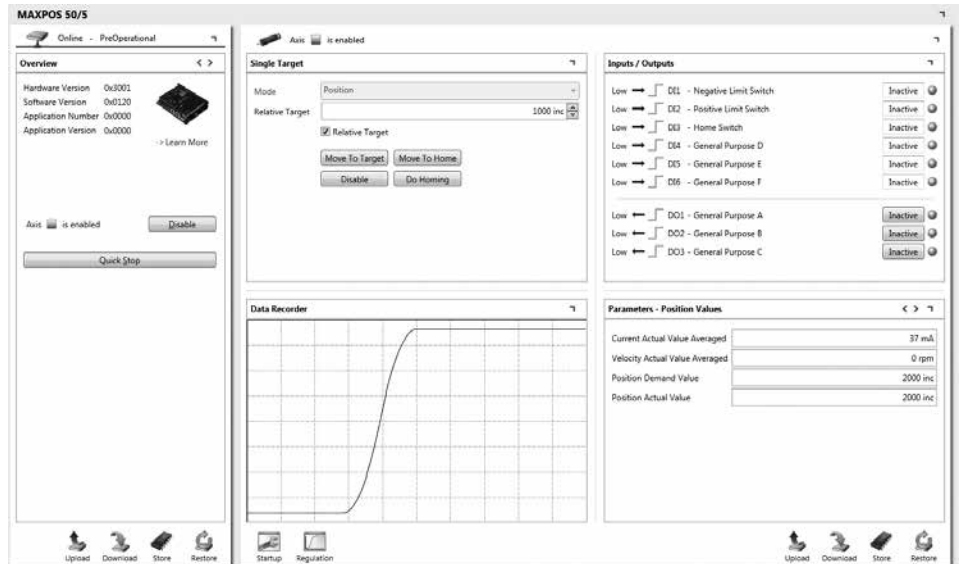 MAXPOS 50/5
Online - PreOperational
Overview
Hardware Version 0x3001
Software Version 0x0120
Application Number 0x0000
Application Version 0x0000
-> Learn More
Axis is enabled
Disable
Quick Stop
Upload
Download
Store
Restore
Axis is enabled
Single Target
Mode
Position
Relative Target
1000 inc
Relative Target
Move To Target
Move To Home
Disable
Do Homing
Inputs / Outputs
Low DI1 - Negative Limit Switch Inactive
Low DI2 - Positive Limit Switch Inactive
Low DI3 - Home Switch Inactive
Low DI4 - General Purpose D Inactive
Low DI5 - General Purpose E Inactive
Low DI6 - General Purpose F Inactive
Low DO1 - General Purpose A Inactive
Low DO2 - General Purpose B Inactive
Low DO3 - General Purpose C Inactive
Data Recorder
Parameters - Position Values
Current Actual Value Averaged 37 mA
Velocity Actual Value Averaged 0 rpm
Position Demand Value 2000 inc
Position Actual Value 2000 inc
Startup
Regulation
Upload
Download
Store
Restore